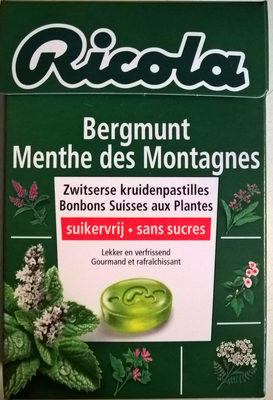 Ricola
Bergmunt
Menthe des Montagnes
Zwitserse kruidenpastilles
Bonbons Suisses aux Plantes
suikervrij • sans sucres
Lekker en verfrissend
Gourmand et rafraîchissant